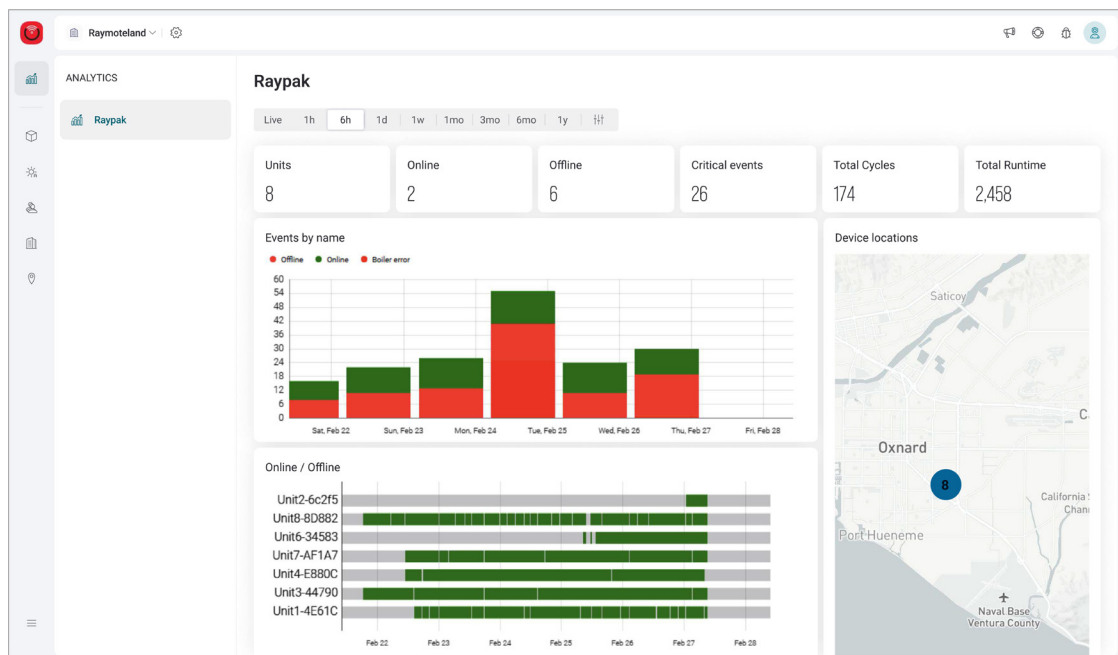 Raymoteland
ANALYTICS
Raypak
Raypak
Live 1h 6h 1d 1w 1mo 3mo 6mo 1y
Units Online Offline Critical events Total Cycles Total Runtime
8 2 6 26 174 2,458
Events by name
Offline Online Boiler error
60
54
48
42
36
30
24
18
12
6
0
Sat, Feb 22 Sun, Feb 23 Mon, Feb 24 Tue, Feb 25 Wed, Feb 26 Thu, Feb 27 Fri, Feb 28
Online / Offline
Unit2-6c2f5
Unit8-8D882
Unit6-34583
Unit7-AF1A7
Unit4-E880C
Unit3-44790
Unit1-4E61C
Feb 22 Feb 23 Feb 24 Feb 25 Feb 26 Feb 27 Feb 28
Device locations
Saticoy
C
Oxnard
8
California
Chan
Port Hueneme
Naval Base
Ventura County